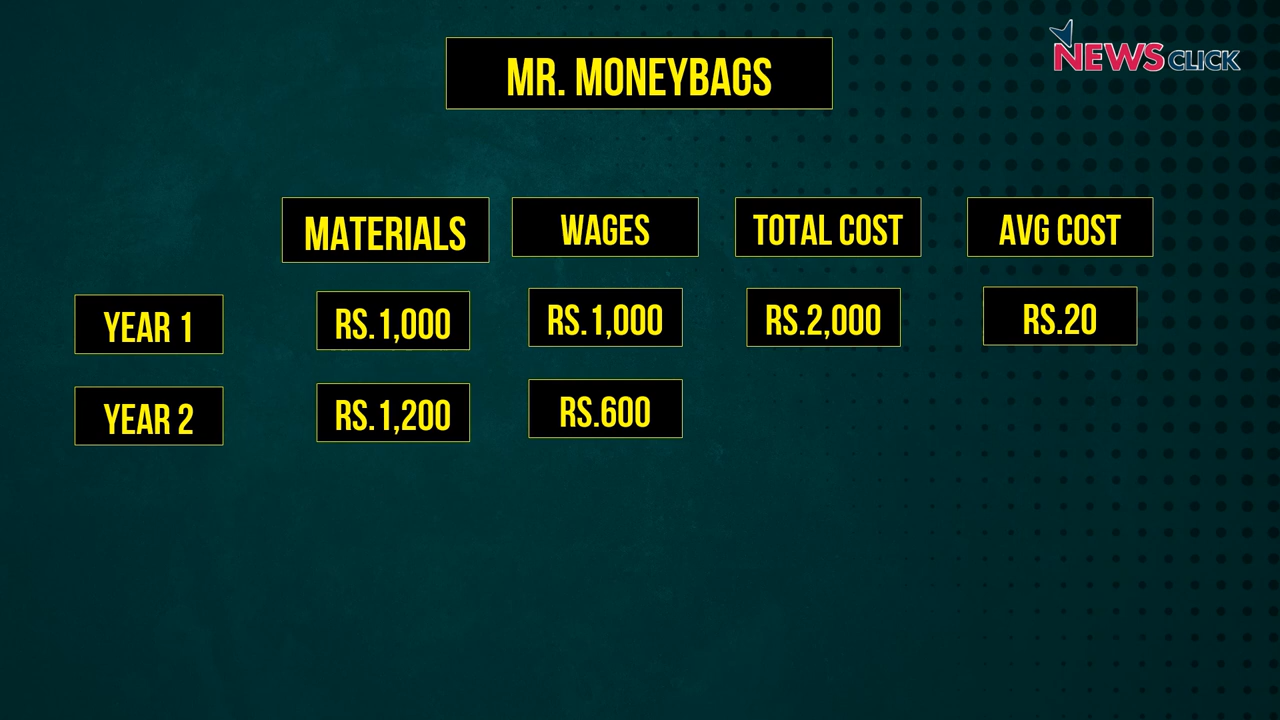 MR. MONEYBAGS
NEWSCLICK
MATERIALS WAGES TOTAL COST AVG COST
YEAR 1 RS.1,000 RS.1,000 RS.2,000 RS.20
YEAR 2 RS.1,200 RS.600